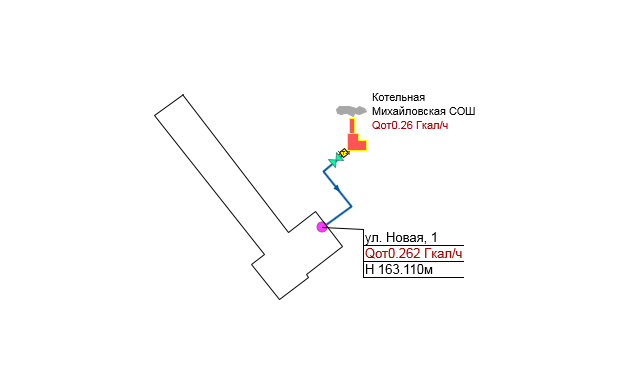 Котельная
Михайловская СОШ
Qот0.26 Гкал/ч
ул. Новая, 1
Qот0.262 Гкал/ч
H 163.110м